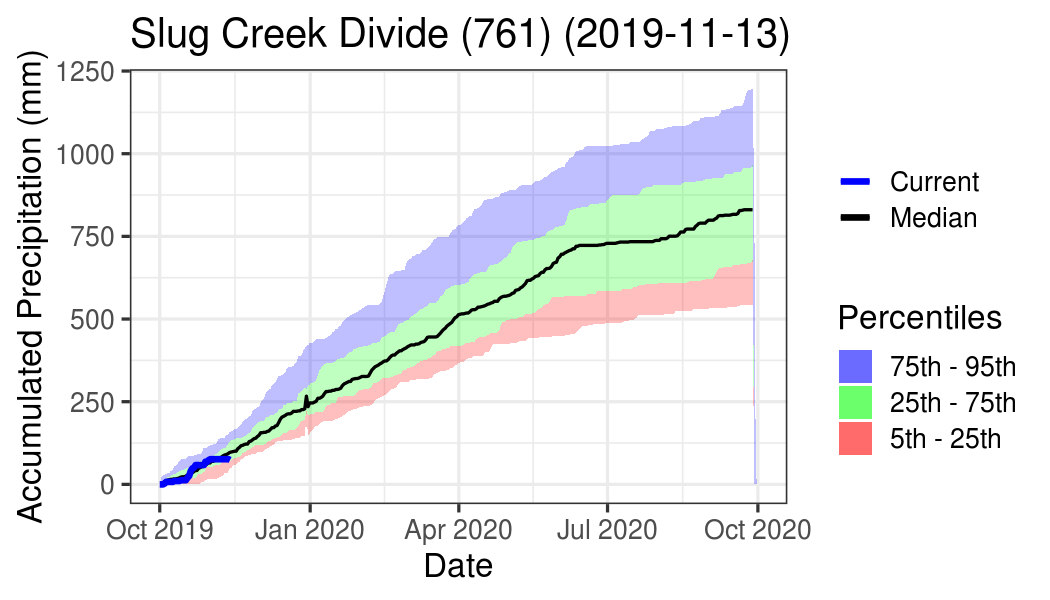 Slug Creek Divide (761) (2019-11-13)
Accumulated Precipitation (mm)
1250
1000
750
500
250
0
Oct 2019
Jan 2020
Apr 2020
Jul 2020
Oct 2020
Date
Current
Median
Percentiles
75th - 95th
25th - 75th
5th - 25th